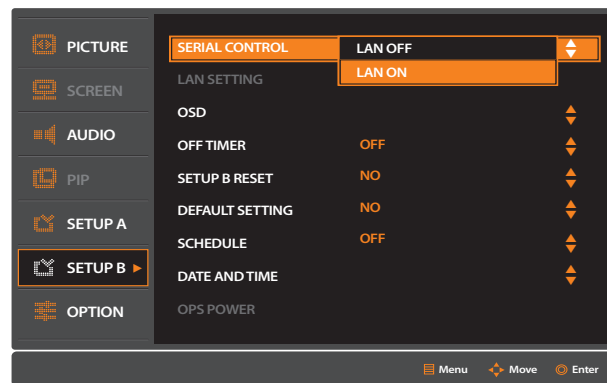 PICTURE
SCREEN
AUDIO
PIP
SETUP A
SETUP B
OPTION
SERIAL CONTROL LAN OFF
LAN ON
LAN SETTING
OSD
OFF TIMER OFF
SETUP B RESET NO
DEFAULT SETTING NO
SCHEDULE OFF
DATE AND TIME
OPS POWER
Menu Move Enter